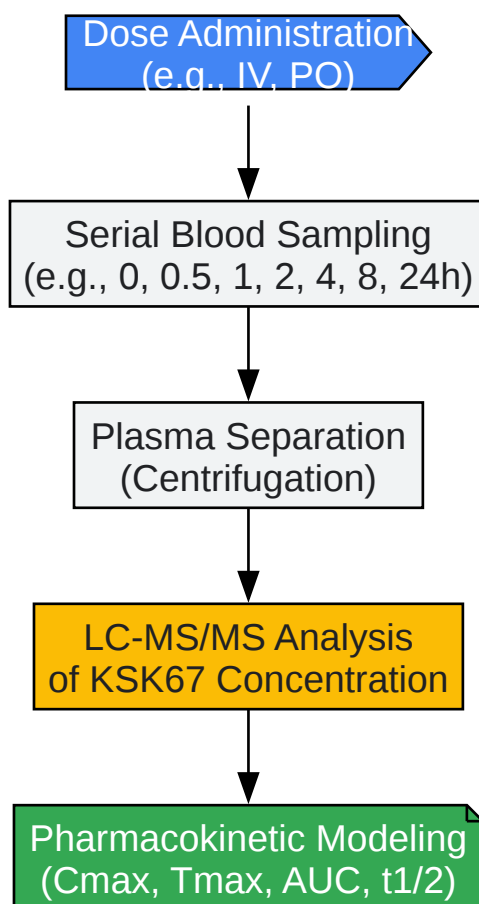 Dose Administration
(e.g., IV, PO)
Serial Blood Sampling
(e.g., 0, 0.5, 1, 2, 4, 8, 24h)
Plasma Separation
(Centrifugation)
LC-MS/MS Analysis
of KSK67 Concentration
Pharmacokinetic Modeling
(Cmax, Tmax, AUC, t1/2)